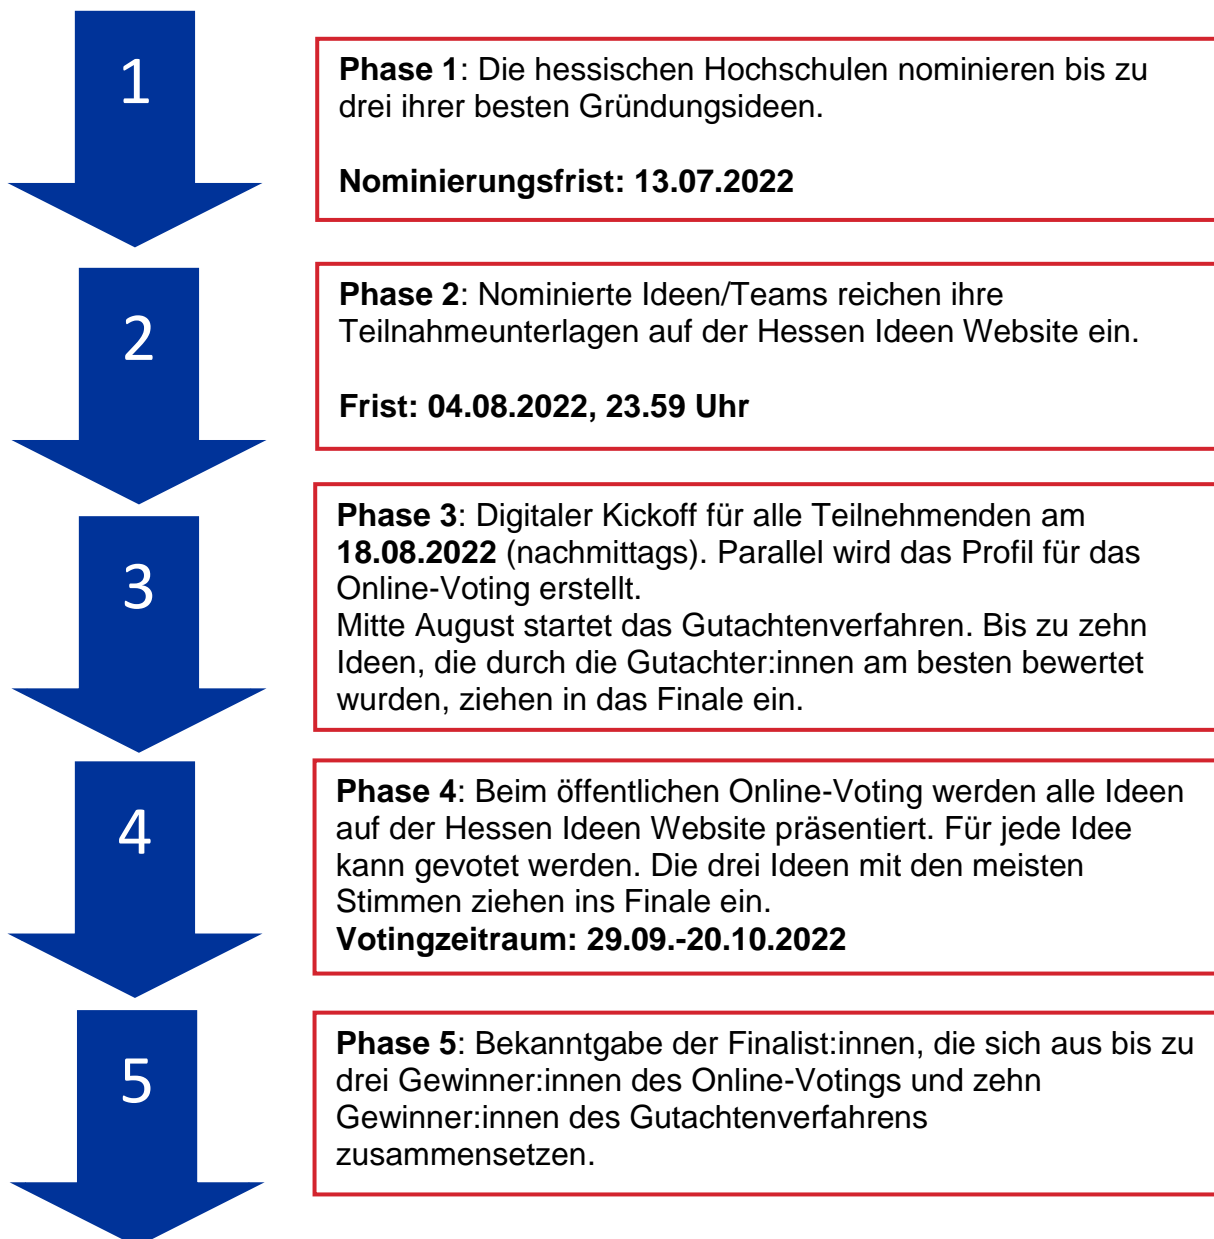 1
Phase 1: Die hessischen Hochschulen nominieren bis zu
drei ihrer besten Gründungsideen.
Nominierungsfrist: 13.07.2022
2
Phase 2: Nominierte Ideen/Teams reichen ihre
Teilnahmeunterlagen auf der Hessen Ideen Website ein.
Frist: 04.08.2022, 23.59 Uhr
3
Phase 3: Digitaler Kickoff für alle Teilnehmenden am
18.08.2022 (nachmittags). Parallel wird das Profil für das
Online-Voting erstellt.
Mitte August startet das Gutachtenverfahren. Bis zu zehn
Ideen, die durch die Gutachter:innen am besten bewertet
wurden, ziehen in das Finale ein.
4
Phase 4: Beim öffentlichen Online-Voting werden alle Ideen
auf der Hessen Ideen Website präsentiert. Für jede Idee
kann gevotet werden. Die drei Ideen mit den meisten
Stimmen ziehen ins Finale ein.
Votingzeitraum: 29.09.-20.10.2022
5
Phase 5: Bekanntgabe der Finalist:innen, die sich aus bis zu
drei Gewinner:innen des Online-Votings und zehn
Gewinner:innen des Gutachtenverfahrens
zusammensetzen.